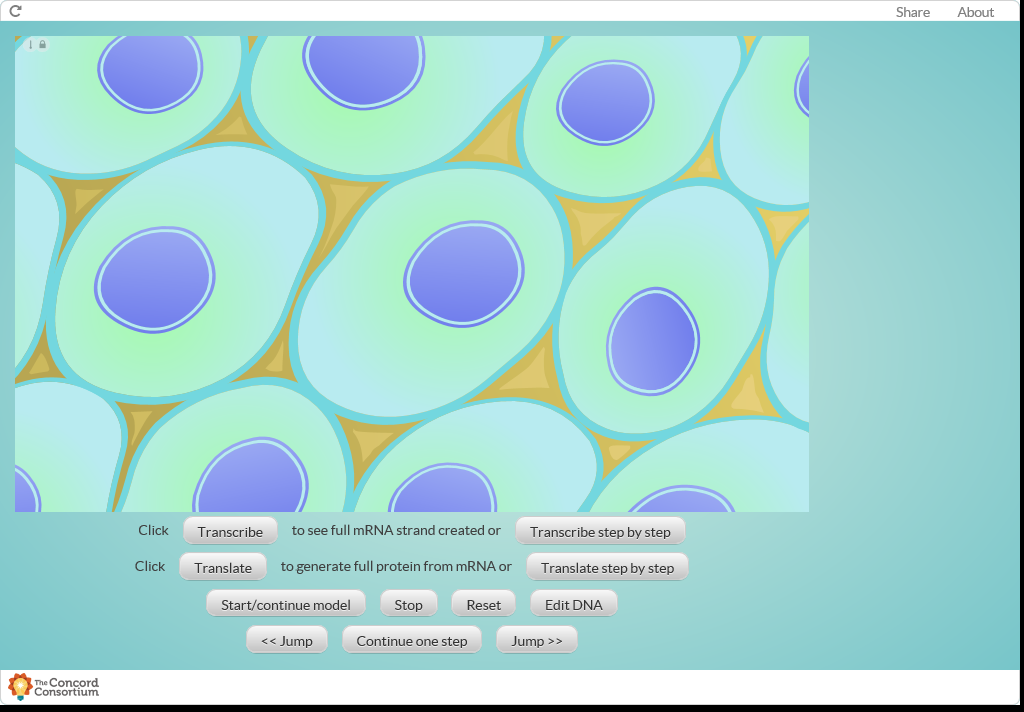 Share About
Click Transcribe to see full mRNA strand created or Transcribe step by step
Click Translate to generate full protein from mRNA or Translate step by step
Start/continue model Stop Reset Edit DNA
<< Jump Continue one step Jump >>
The Concord
Consortium